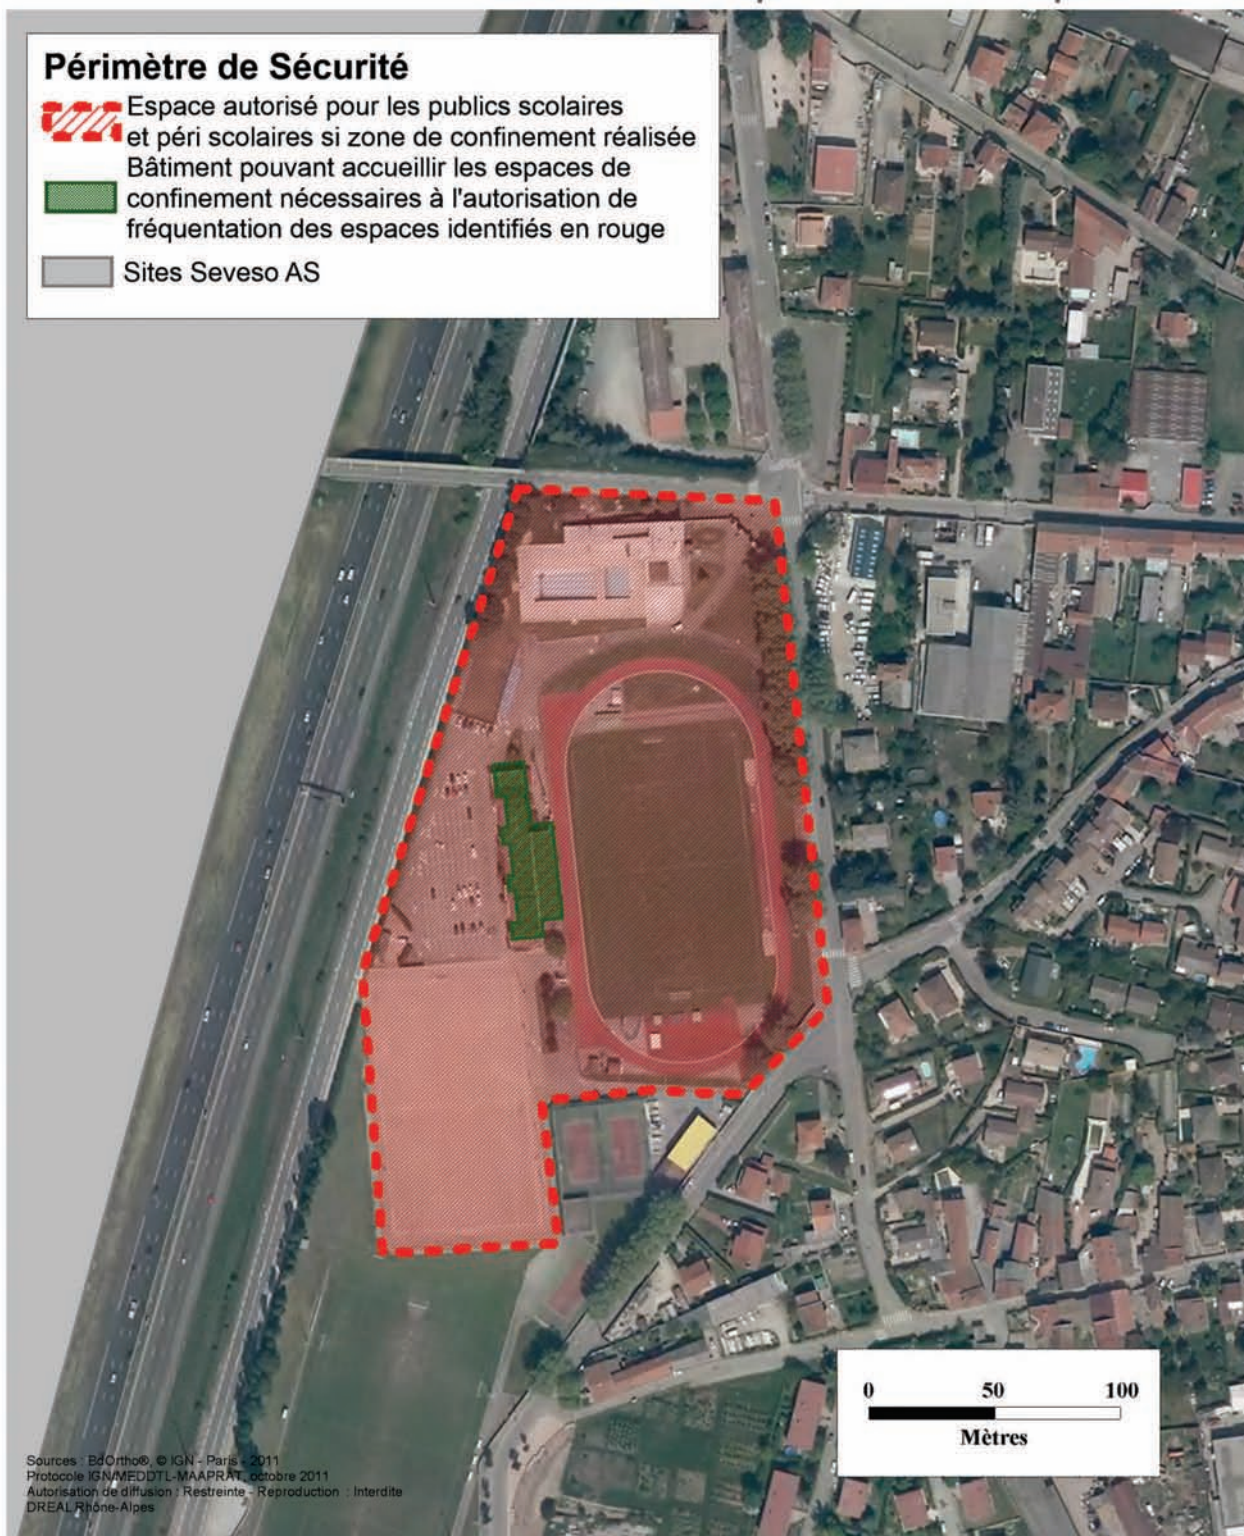 Périmètre de Sécurité
Espace autorisé pour les publics scolaires
et péri scolaires si zone de confinement réalisée
Bâtiment pouvant accueillir les espaces de
confinement nécessaires à l'autorisation de
fréquentation des espaces identifiés en rouge
Sites Seveso AS
0 50 100
Mètres
Sources : BdOrtho®, © IGN - Paris - 2011
Protocole IGN/MEDDTL-MAAPRAT, octobre 2011
Autorisation de diffusion : Restreinte - Reproduction : Interdite
DREAL Rhône-Alpes